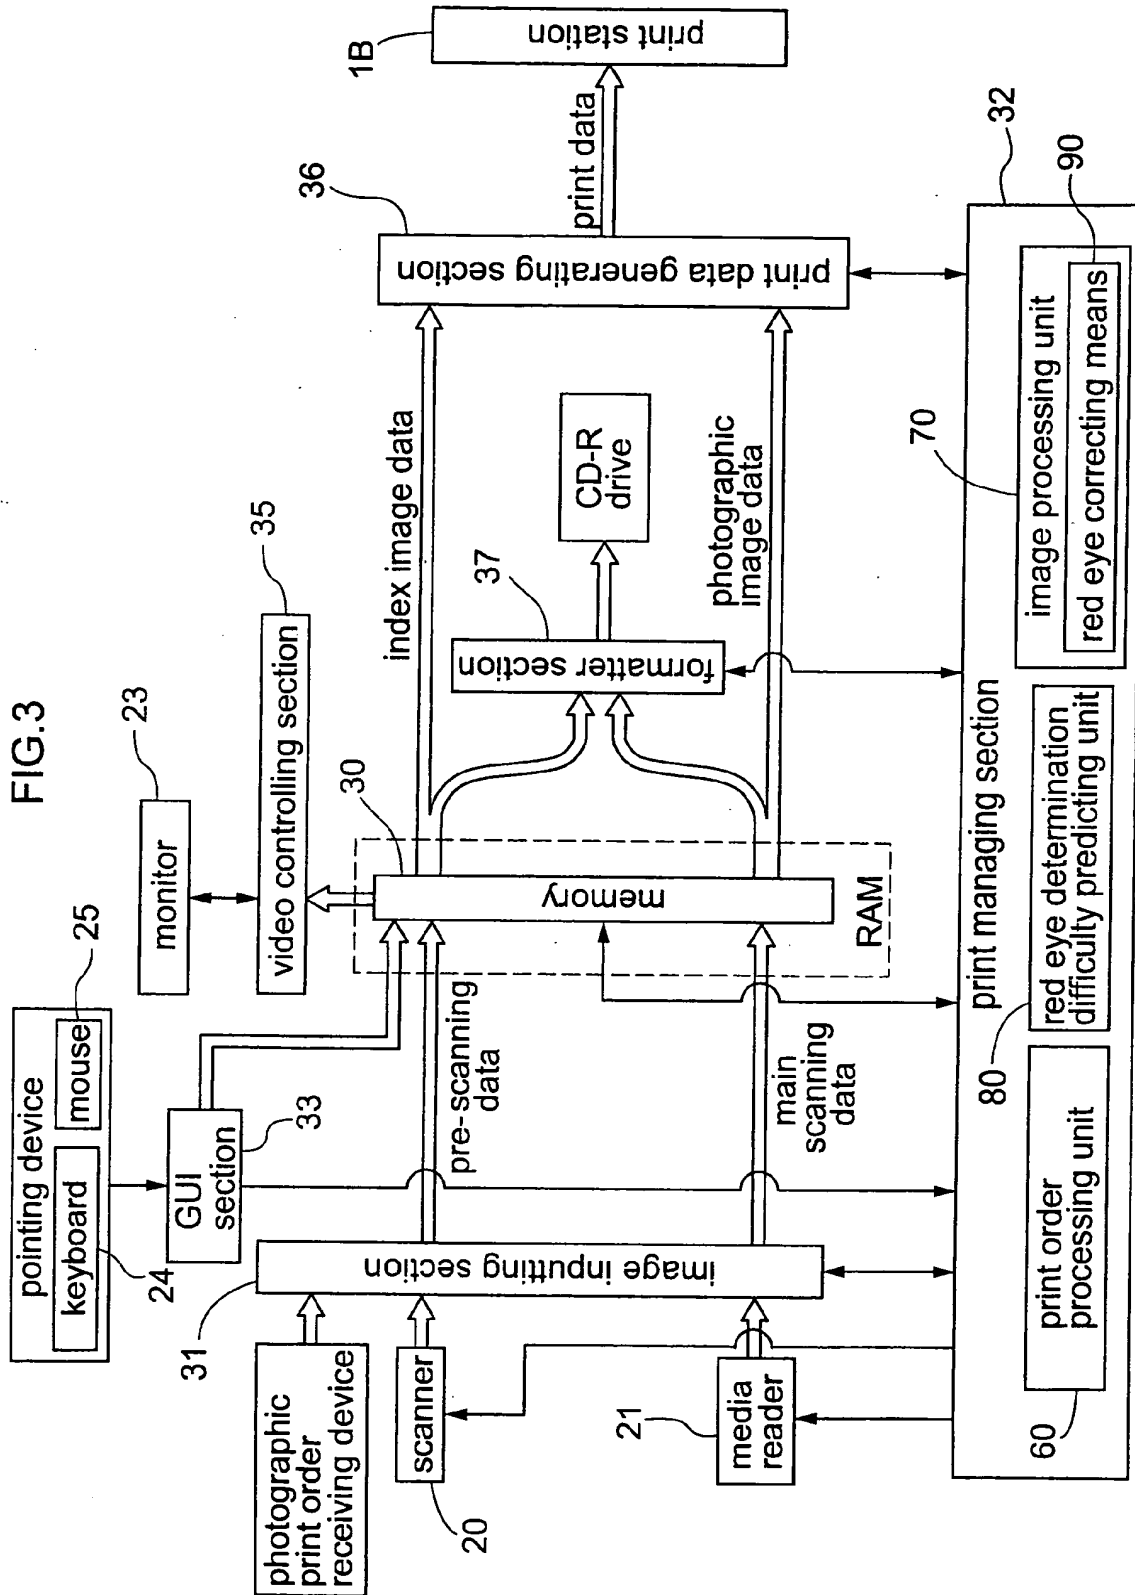 FIG.3
pointing device
keyboard
mouse
24
25
GUI
section
33
monitor
23
video controlling section
35
31
image inputting section
photographic
print order
receiving device
scanner
20
media
reader
21
pre-scanning
data
main
scanning
data
30
memory
RAM
index image data
photographic
image data
formatter section
37
CD-R
drive
print data generating section
36
print data
print station
1B
print managing section
32
print order
processing unit
60
red eye determination
difficulty predicting unit
80
image processing unit
70
red eye correcting means
90